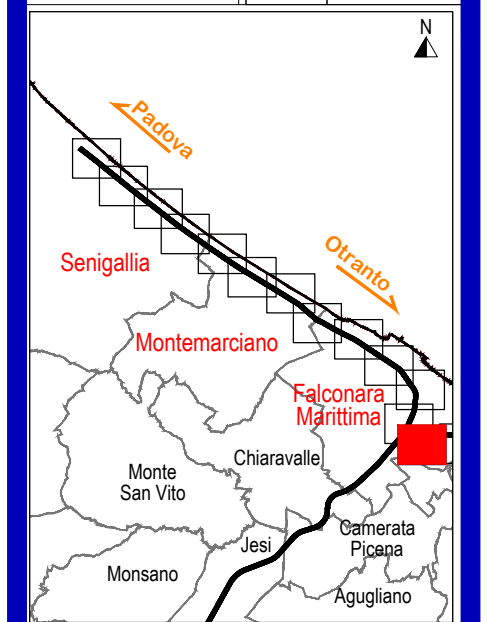 N
Padova
Otranto
Senigallia
Montemarciano
Falconara
Marittima
Chiaravalle
Monte
San Vito
Camerata
Picena
Jesi
Monsano
Agugliano